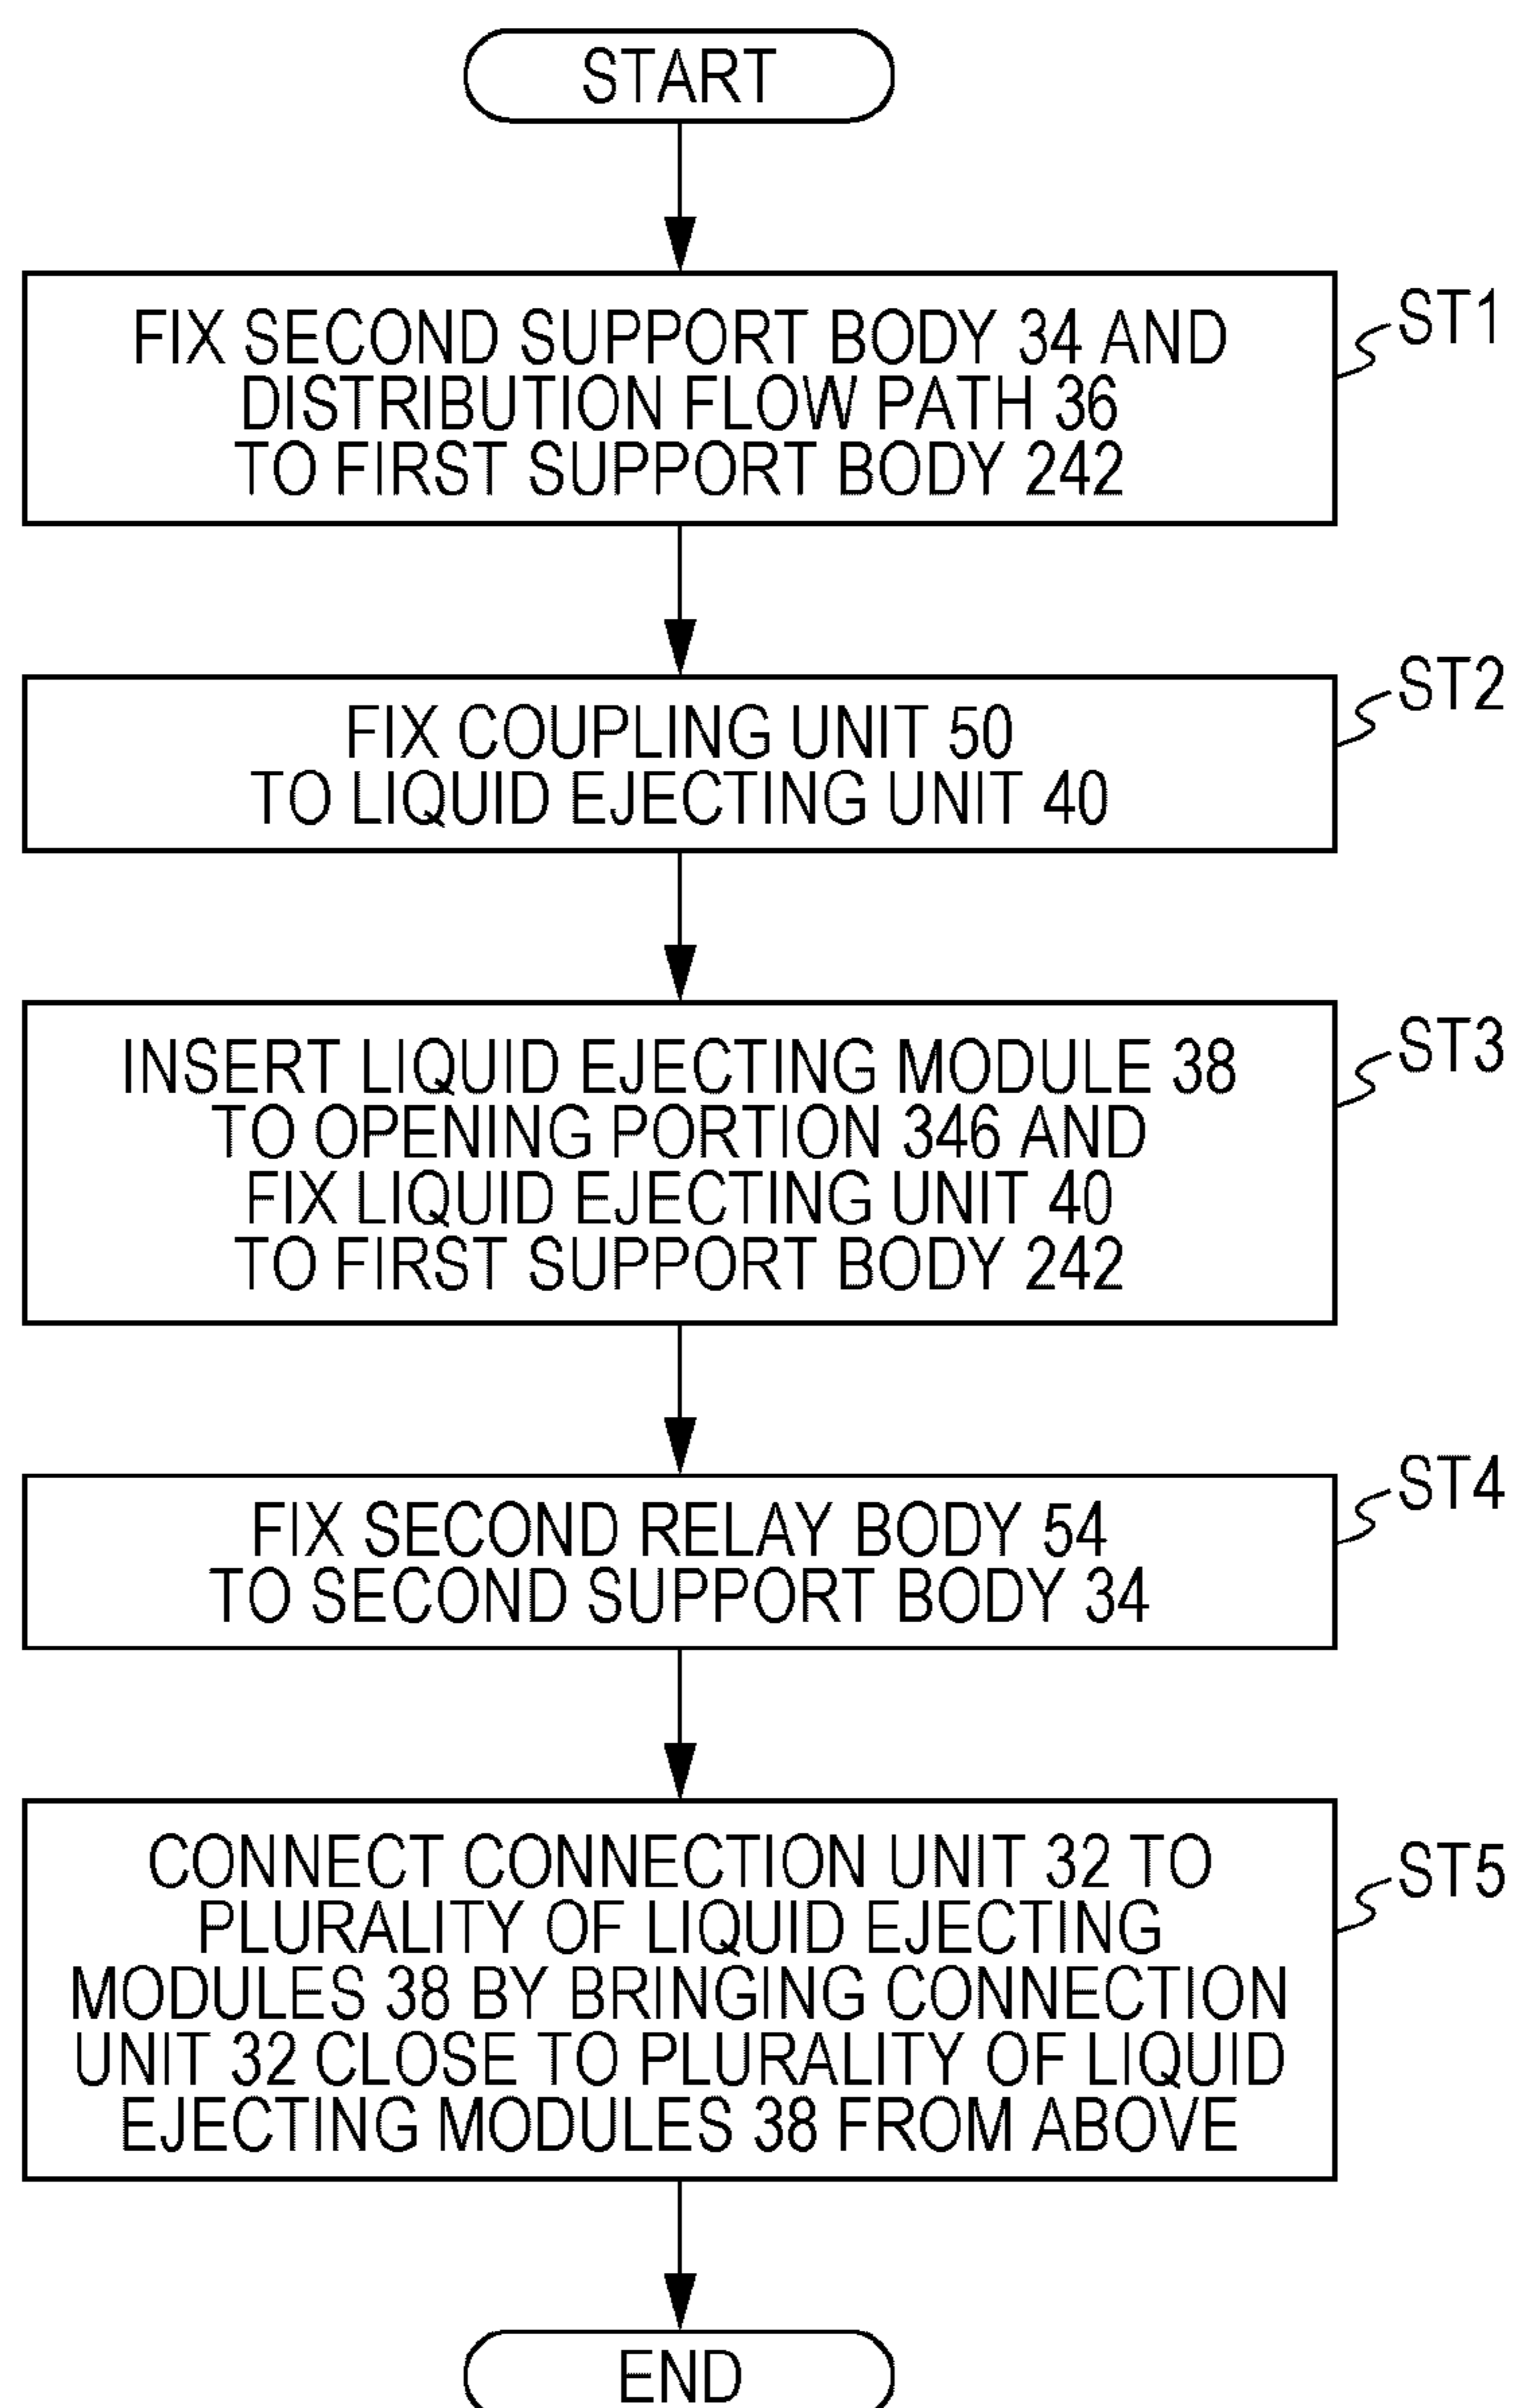 START
FIX SECOND SUPPORT BODY 34 AND
DISTRIBUTION FLOW PATH 36
TO FIRST SUPPORT BODY 242
ST1
FIX COUPLING UNIT 50
TO LIQUID EJECTING UNIT 40
ST2
INSERT LIQUID EJECTING MODULE 38
TO OPENING PORTION 346 AND
FIX LIQUID EJECTING UNIT 40
TO FIRST SUPPORT BODY 242
ST3
FIX SECOND RELAY BODY 54
TO SECOND SUPPORT BODY 34
ST4
CONNECT CONNECTION UNIT 32 TO
PLURALITY OF LIQUID EJECTING
MODULES 38 BY BRINGING CONNECTION
UNIT 32 CLOSE TO PLURALITY OF LIQUID
EJECTING MODULES 38 FROM ABOVE
ST5
END